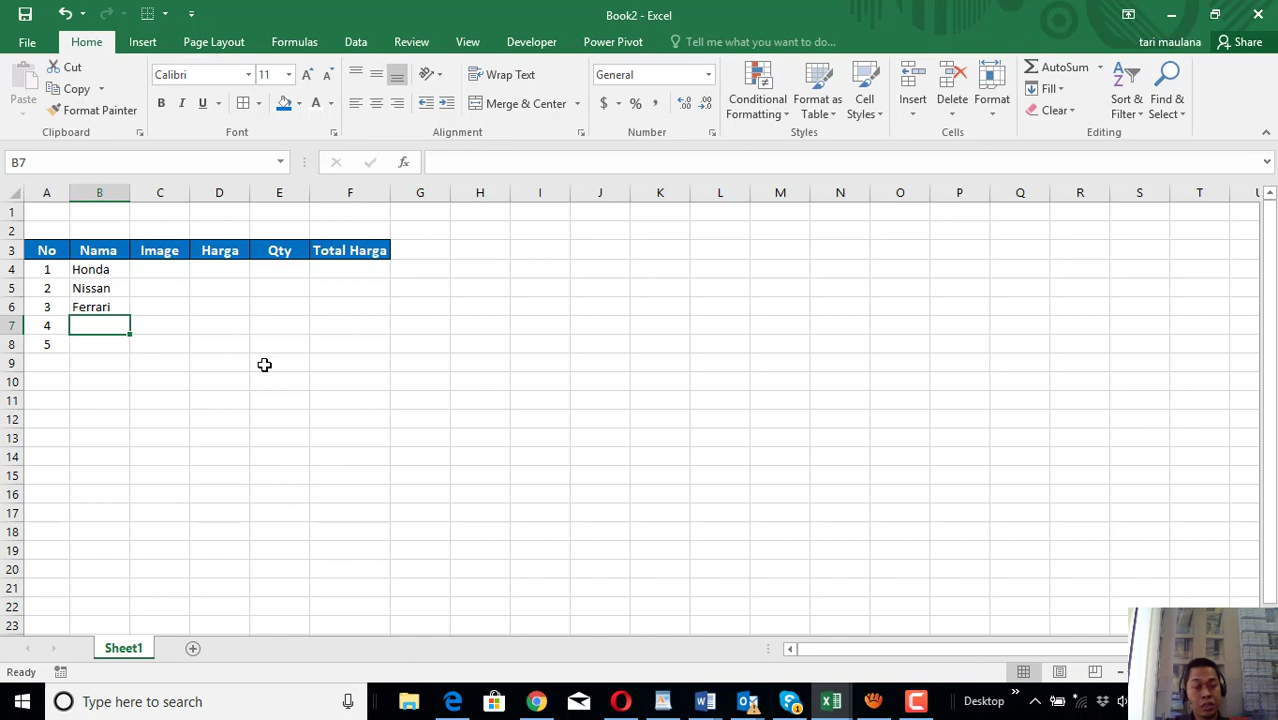 Book2 - Excel
File Home Insert Page Layout Formulas Data Review View Developer Power Pivot Tell me what you want to do... tari maulana Share
Paste Cut Copy Format Painter Clipboard
Calibri 11 B I U A Font
Wrap Text Merge & Center Alignment
General $ % , Number
Conditional Formatting Format as Table Cell Styles Styles
Insert Delete Format Cells
AutoSum Fill Clear Sort & Filter Find & Select Editing
B7 fx
A B C D E F G H I J K L M N O P Q R S T U
1
2
3 No Nama Image Harga Qty Total Harga
4 1 Honda
5 2 Nissan
6 3 Ferrari
7 4
8 5
9
10
11
12
13
14
15
16
17
18
19
20
21
22
23
Sheet1
Ready
Type here to search Desktop